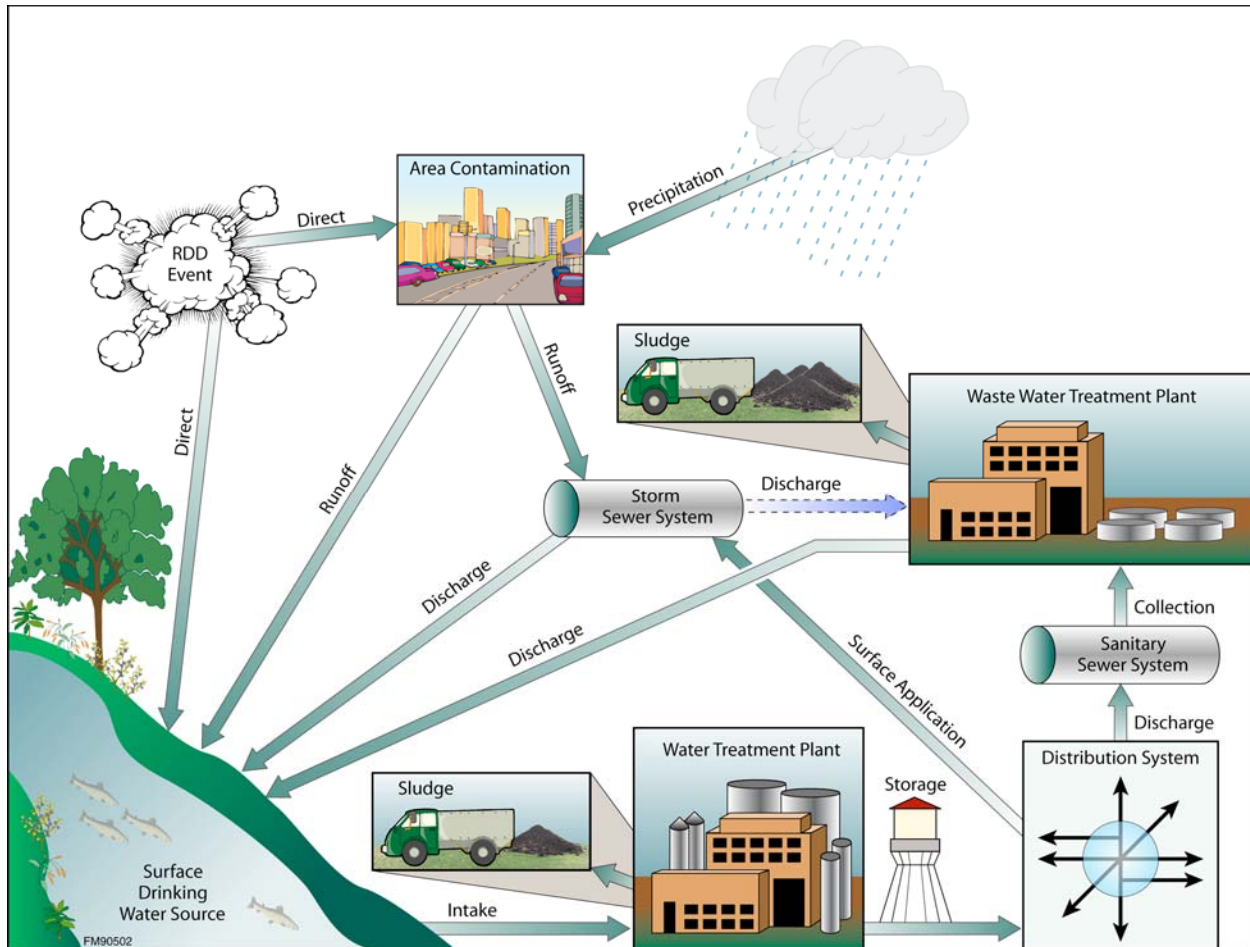 Area Contamination
Precipitation
Direct
RDD
Event
Runoff
Sludge
Waste Water Treatment Plant
Direct
Runoff
Storm
Sewer System
Discharge
Discharge
Discharge
Surface Application
Collection
Sanitary
Sewer System
Discharge
Water Treatment Plant
Sludge
Storage
Distribution System
Surface
Drinking
Water Source
Intake
FM90502